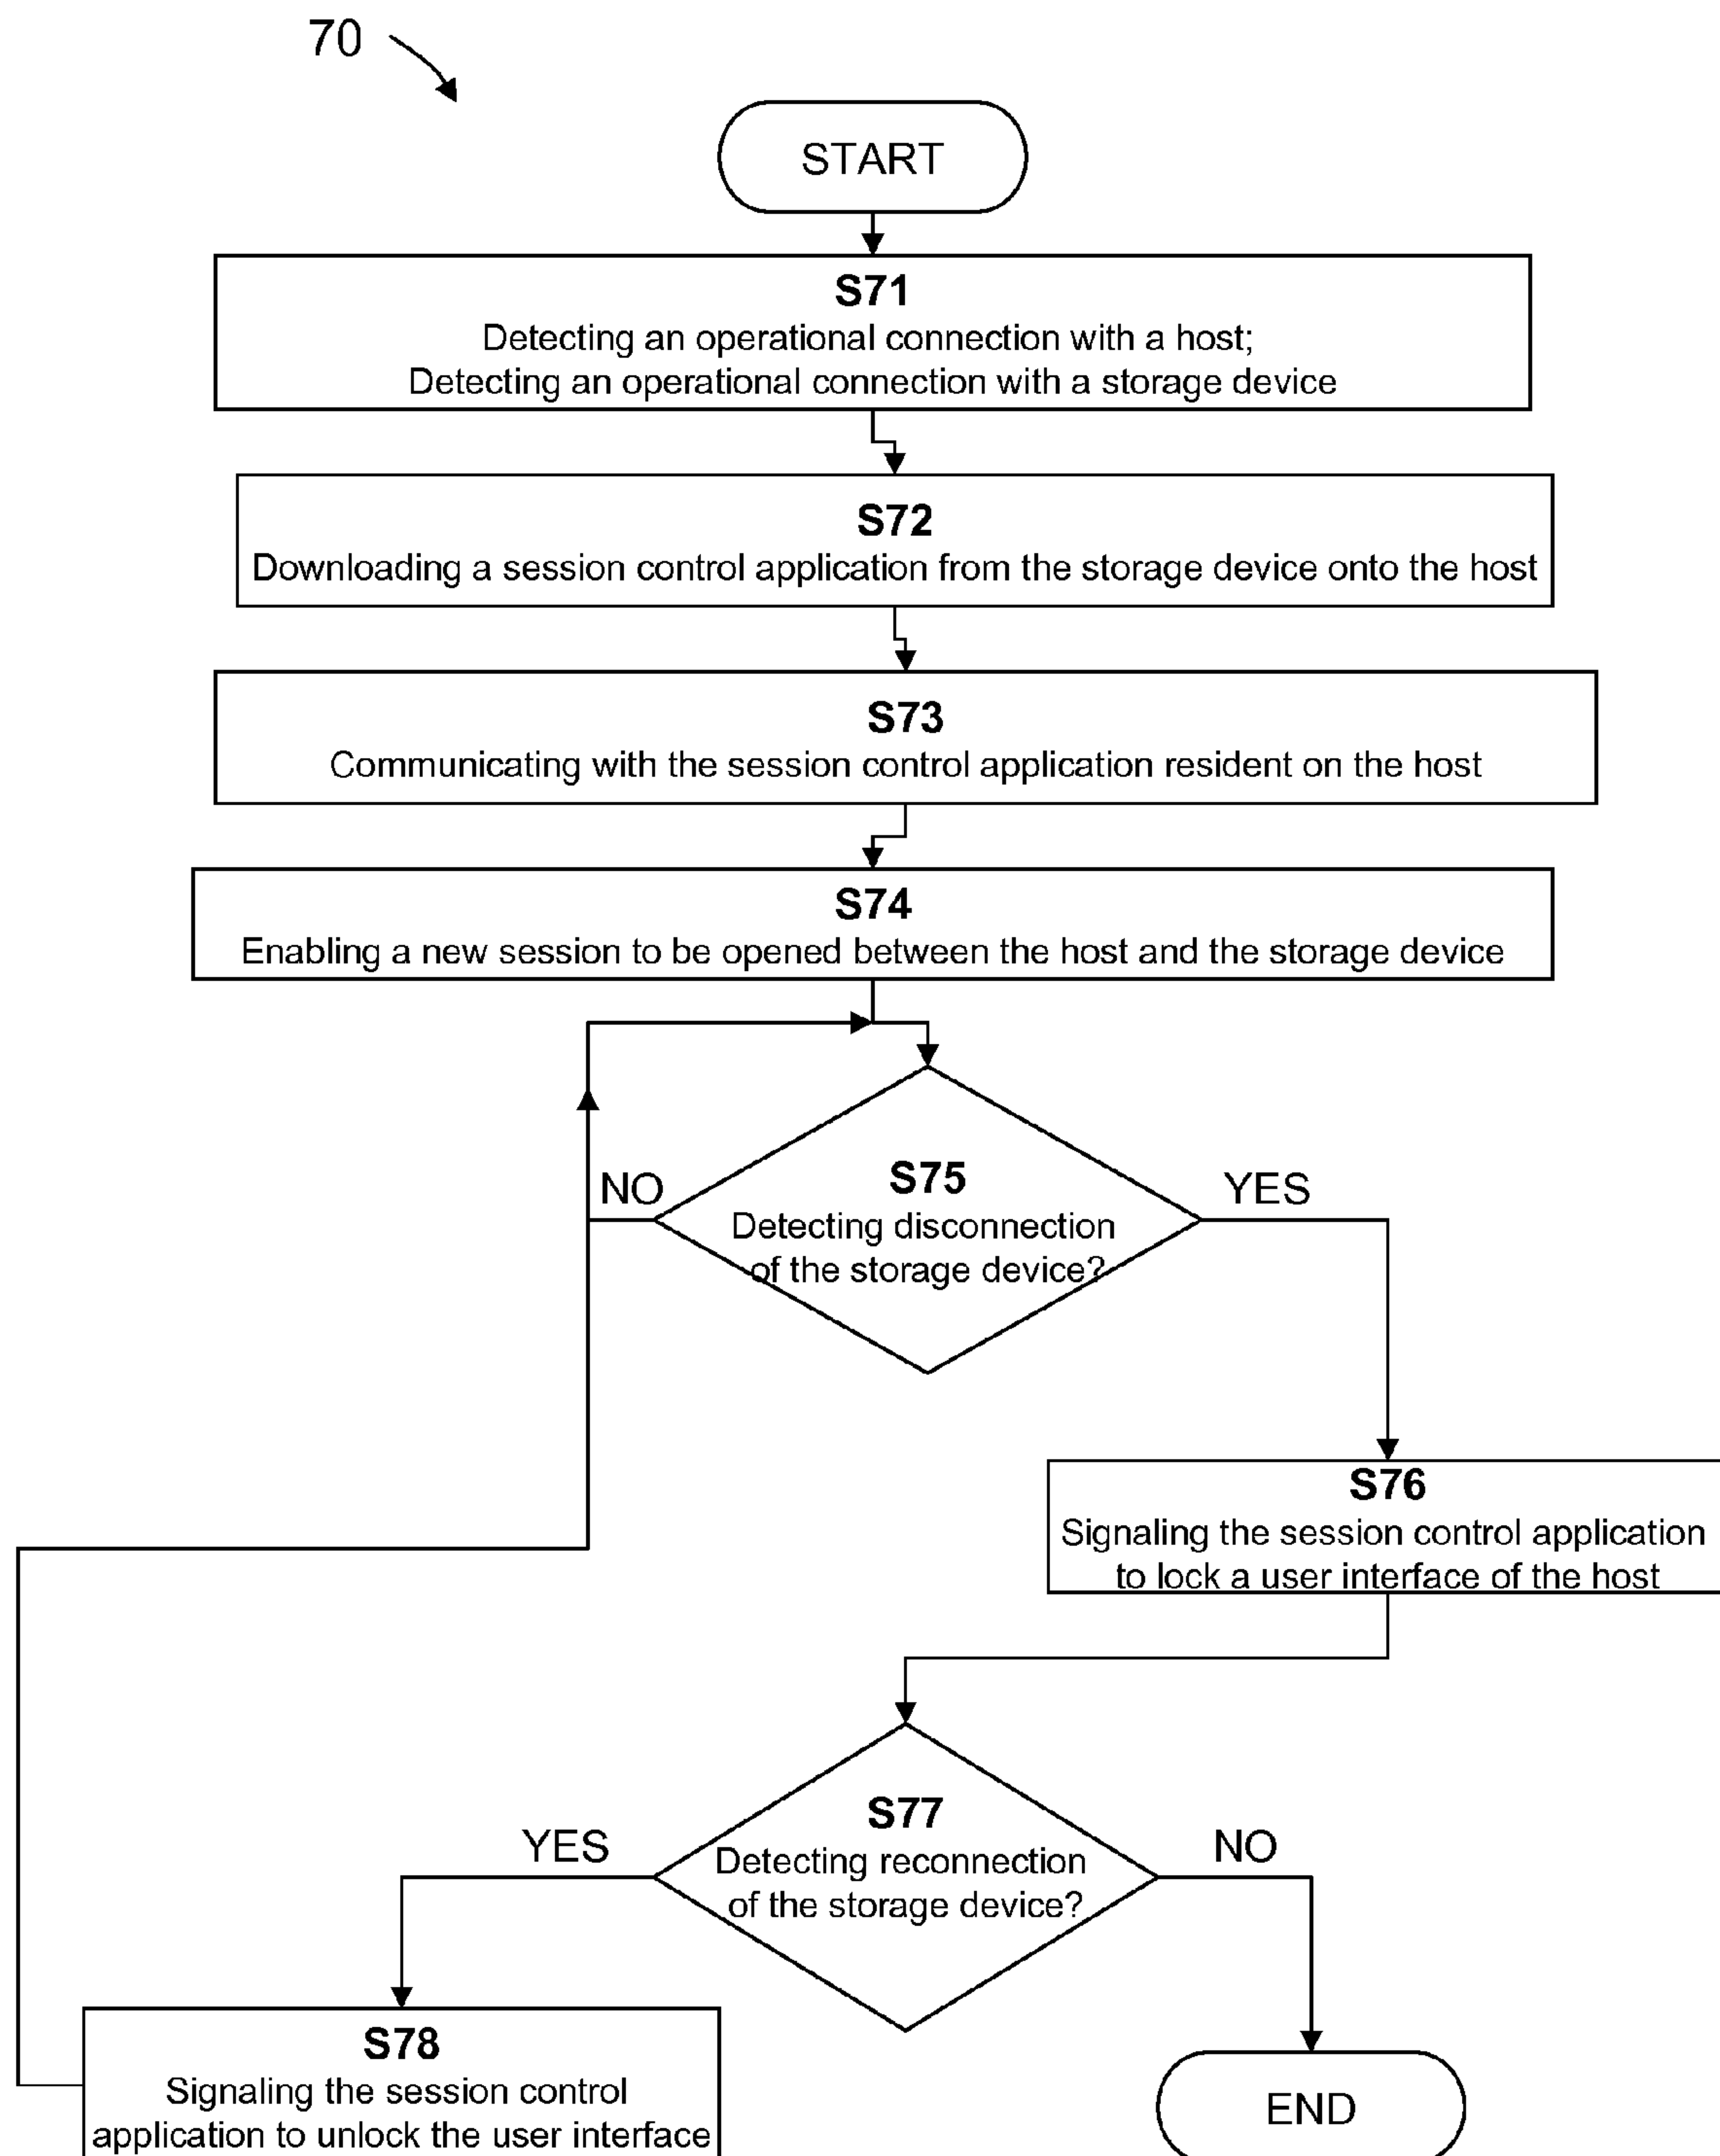 70
START
S71
Detecting an operational connection with a host;
Detecting an operational connection with a storage device
S72
Downloading a session control application from the storage device onto the host
S73
Communicating with the session control application resident on the host
S74
Enabling a new session to be opened between the host and the storage device
NO
S75
Detecting disconnection
of the storage device?
YES
S76
Signaling the session control application
to lock a user interface of the host
YES
S77
Detecting reconnection
of the storage device?
NO
S78
Signaling the session control
application to unlock the user interface
END